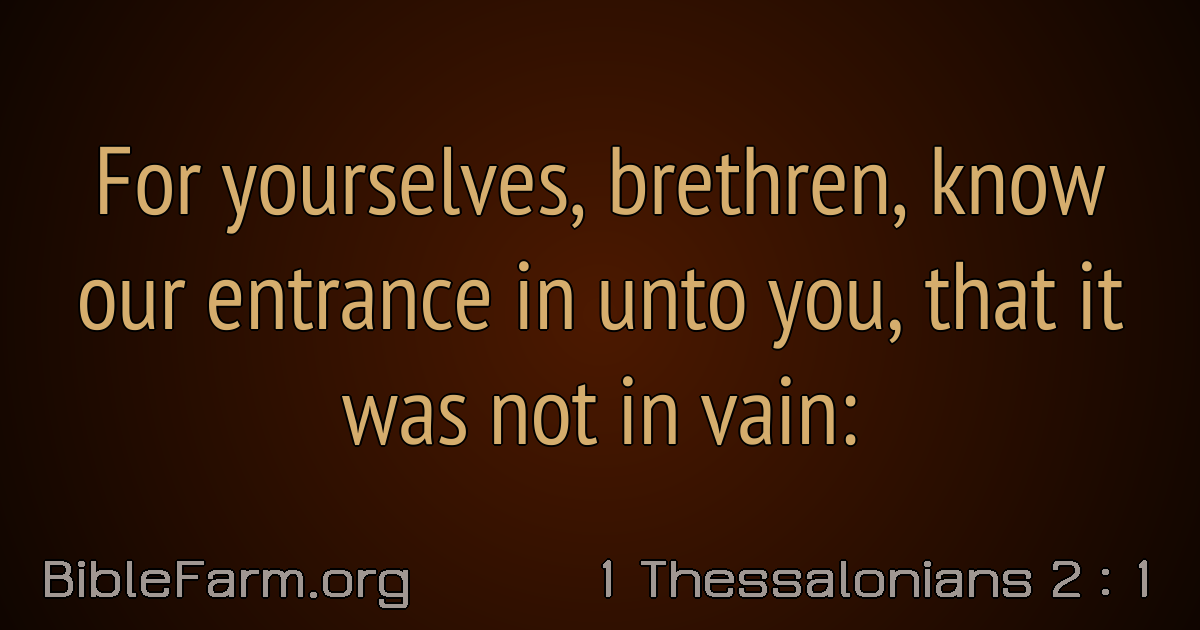 For yourselves, brethren, know
our entrance in unto you, that it
was not in vain:
BibleFarm.org
1 Thessalonians 2 : 1